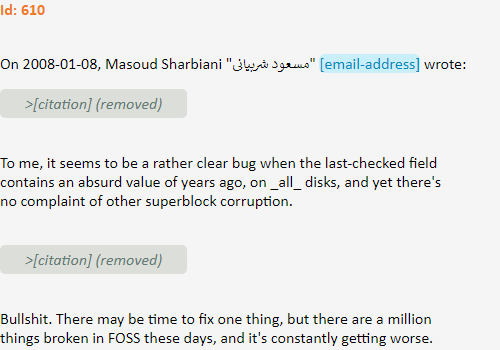 Id: 610
On 2008-01-08, Masoud Sharbiani "مسعود شربیانی" [email-address] wrote:
>[citation] (removed)
To me, it seems to be a rather clear bug when the last-checked field
contains an absurd value of years ago, on _all_ disks, and yet there's
no complaint of other superblock corruption.
>[citation] (removed)
Bullshit. There may be time to fix one thing, but there are a million
things broken in FOSS these days, and it's constantly getting worse.